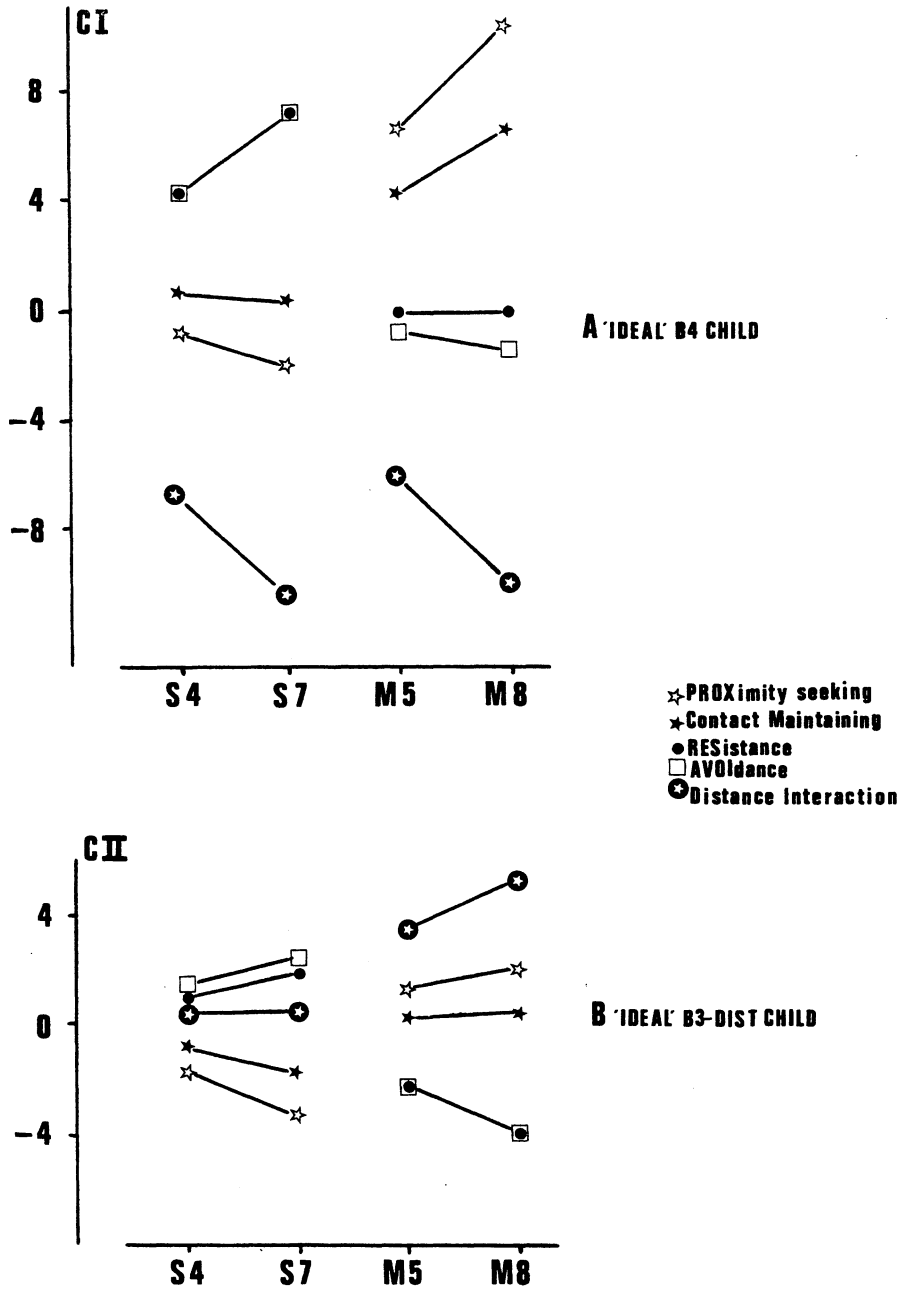 CI
8
4
0
−4
−8
S4 S7 M5 M8
A 'IDEAL' B4 CHILD
PROXimity seeking
Contact Maintaining
RESistance
AVOIdance
Distance Interaction
CII
4
0
−4
S4 S7 M5 M8
B 'IDEAL' B3-DIST CHILD